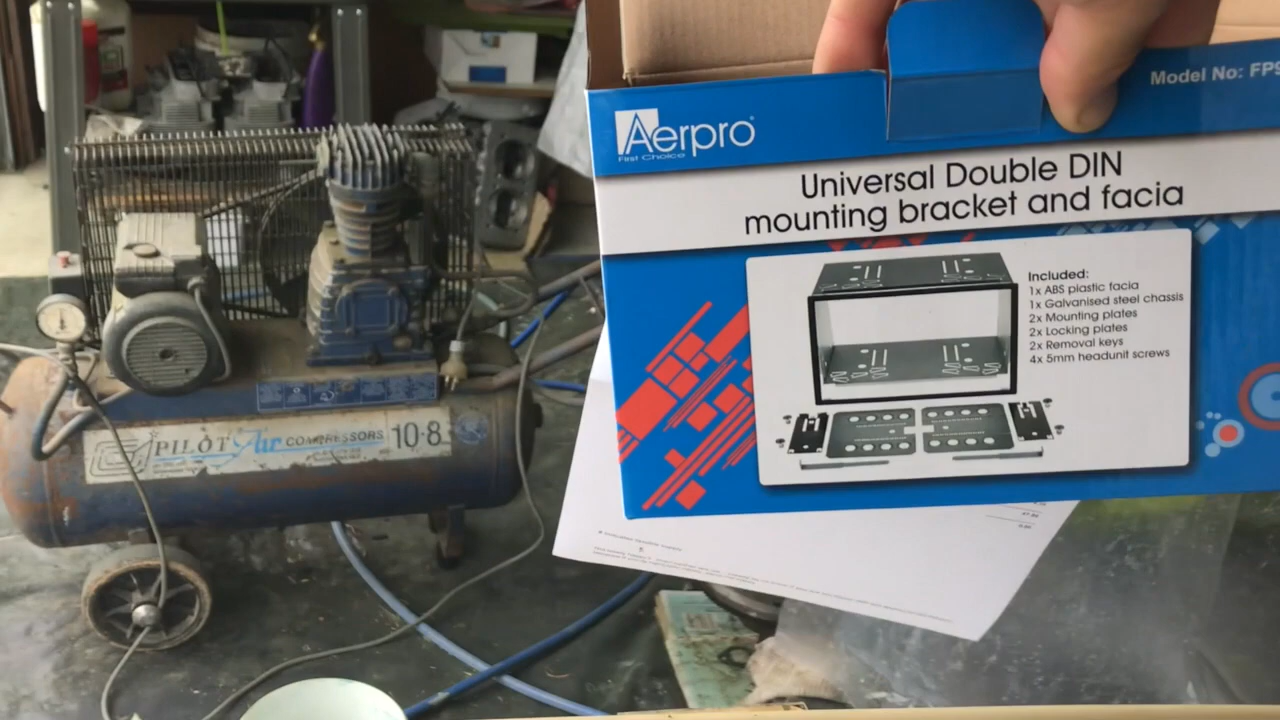 Model No: FP9
Aerpro
First Choice
Universal Double DIN
mounting bracket and facia
Included:
1x ABS plastic facia
1x Galvanised steel chassis
2x Mounting plates
2x Locking plates
2x Removal keys
4x 5mm headunit screws
PILOT Air COMPRESSORS
10-8